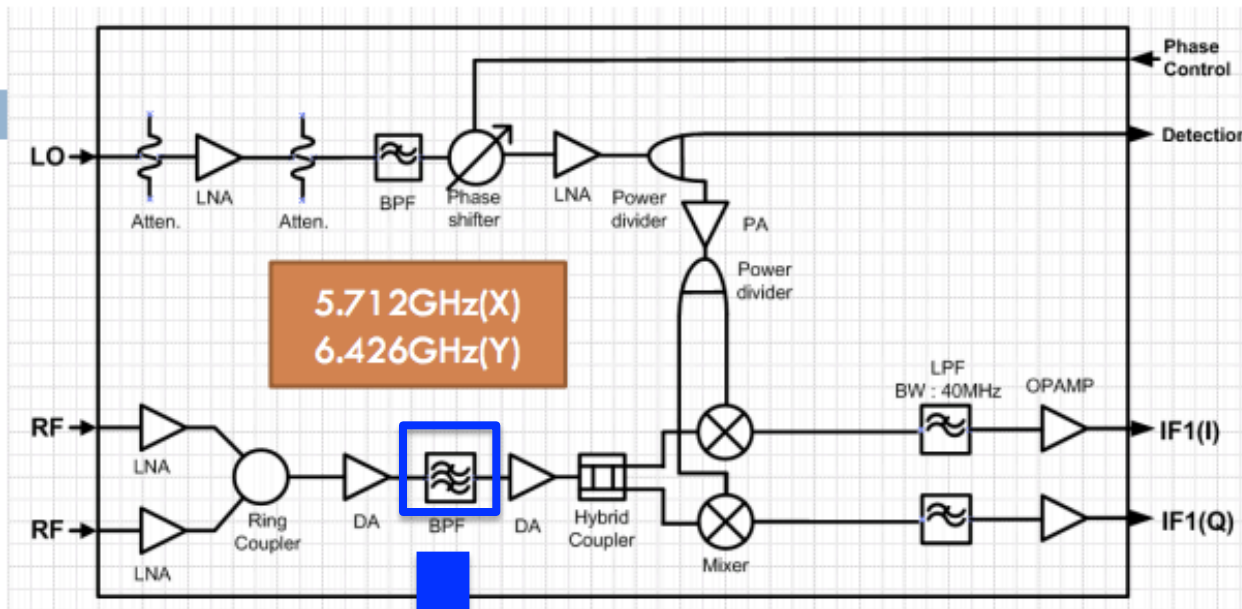 Phase
Control
Detection
LO
LNA
Atten.
Atten.
BPF
Phase
shifter
LNA
Power
divider
PA
Power
divider
5.712GHz(X)
6.426GHz(Y)
LPF
BW : 40MHz
OPAMP
RF
LNA
IF1(I)
RF
LNA
Ring
Coupler
DA
BPF
DA
Hybrid
Coupler
Mixer
IF1(Q)